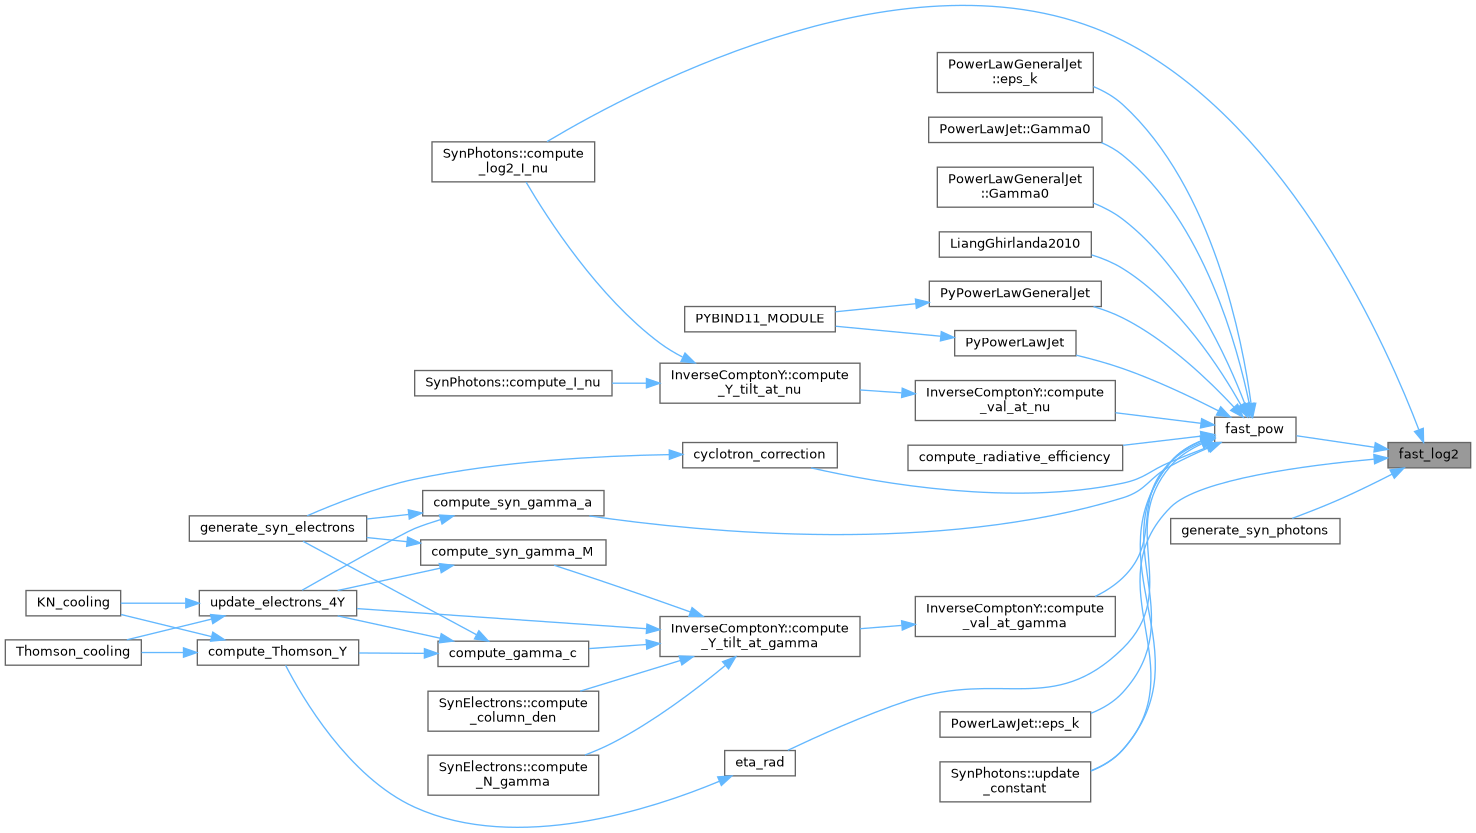 PowerLawGeneralJet
::eps_k
PowerLawJet::Gamma0
SynPhotons::compute
_log2_I_nu
PowerLawGeneralJet
::Gamma0
LiangGhirlanda2010
PyPowerLawGeneralJet
PYBIND11_MODULE
PyPowerLawJet
InverseComptonY::compute
_Y_tilt_at_nu
SynPhotons::compute_I_nu
InverseComptonY::compute
_val_at_nu
fast_pow
fast_log2
cyclotron_correction
compute_radiative_efficiency
compute_syn_gamma_a
generate_syn_electrons
generate_syn_photons
compute_syn_gamma_M
KN_cooling
update_electrons_4Y
InverseComptonY::compute
_val_at_gamma
InverseComptonY::compute
_Y_tilt_at_gamma
Thomson_cooling
compute_Thomson_Y
compute_gamma_c
SynElectrons::compute
_column_den
PowerLawJet::eps_k
SynElectrons::compute
_N_gamma
eta_rad
SynPhotons::update
_constant